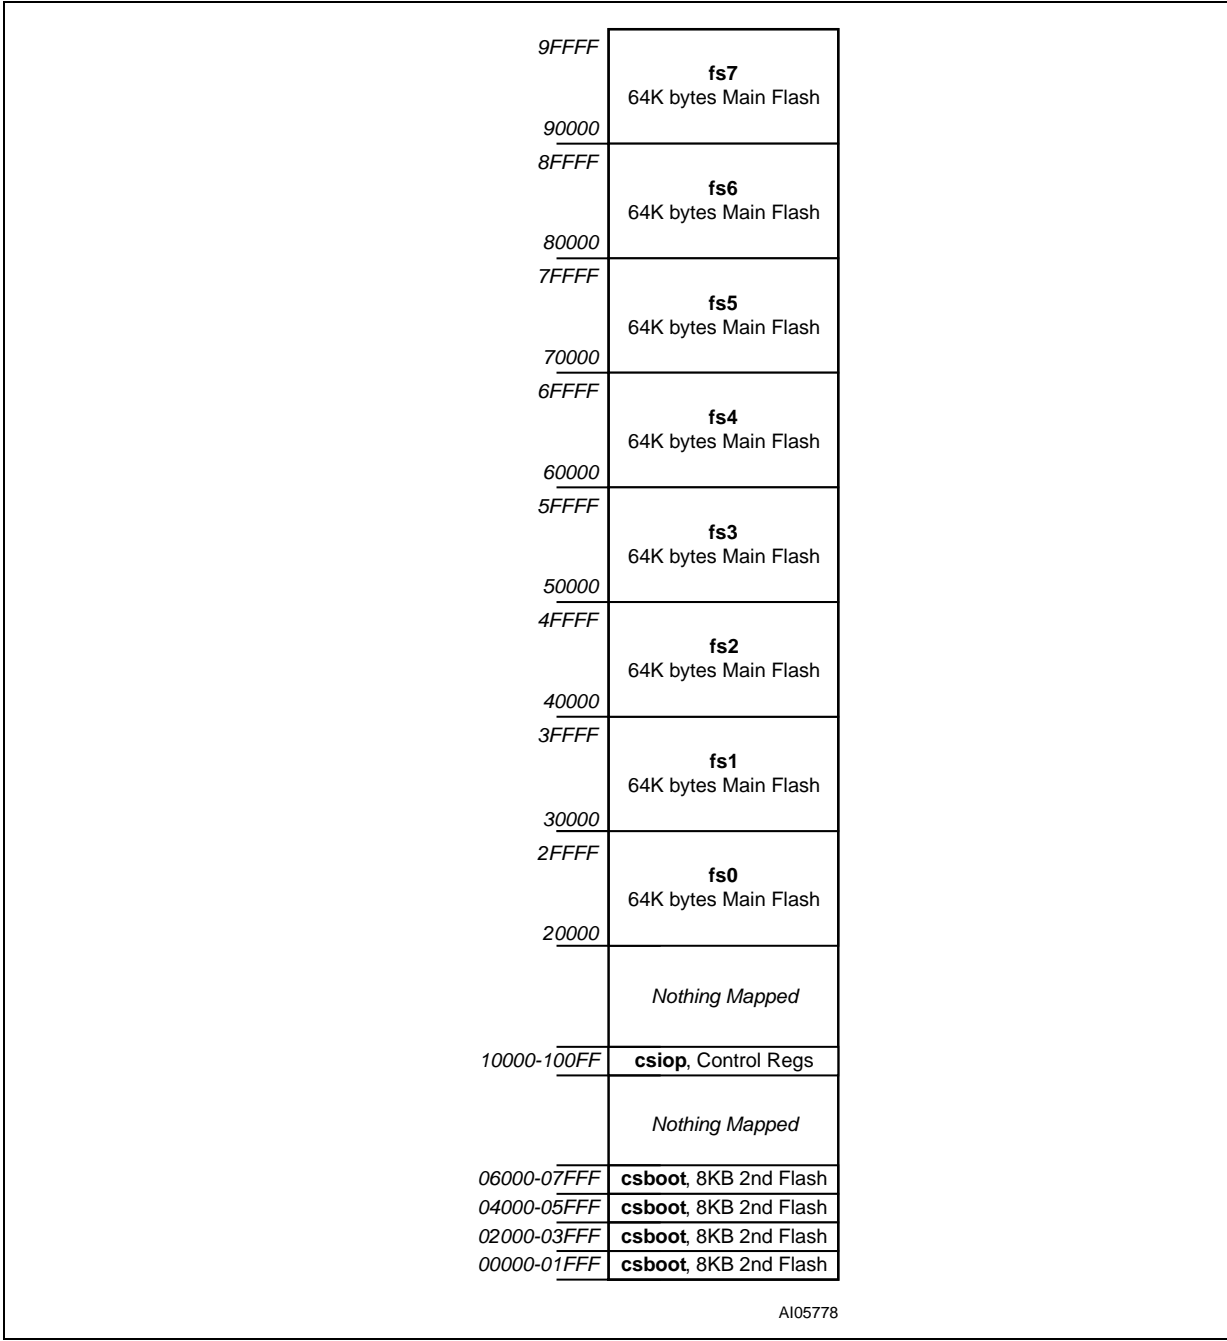 9FFFF
fs7
64K bytes Main Flash
90000
8FFFF
fs6
64K bytes Main Flash
80000
7FFFF
fs5
64K bytes Main Flash
70000
6FFFF
fs4
64K bytes Main Flash
60000
5FFFF
fs3
64K bytes Main Flash
50000
4FFFF
fs2
64K bytes Main Flash
40000
3FFFF
fs1
64K bytes Main Flash
30000
2FFFF
fs0
64K bytes Main Flash
20000
Nothing Mapped
10000-100FF csiop, Control Regs
Nothing Mapped
06000-07FFF csboot, 8KB 2nd Flash
04000-05FFF csboot, 8KB 2nd Flash
02000-03FFF csboot, 8KB 2nd Flash
00000-01FFF csboot, 8KB 2nd Flash
AI05778